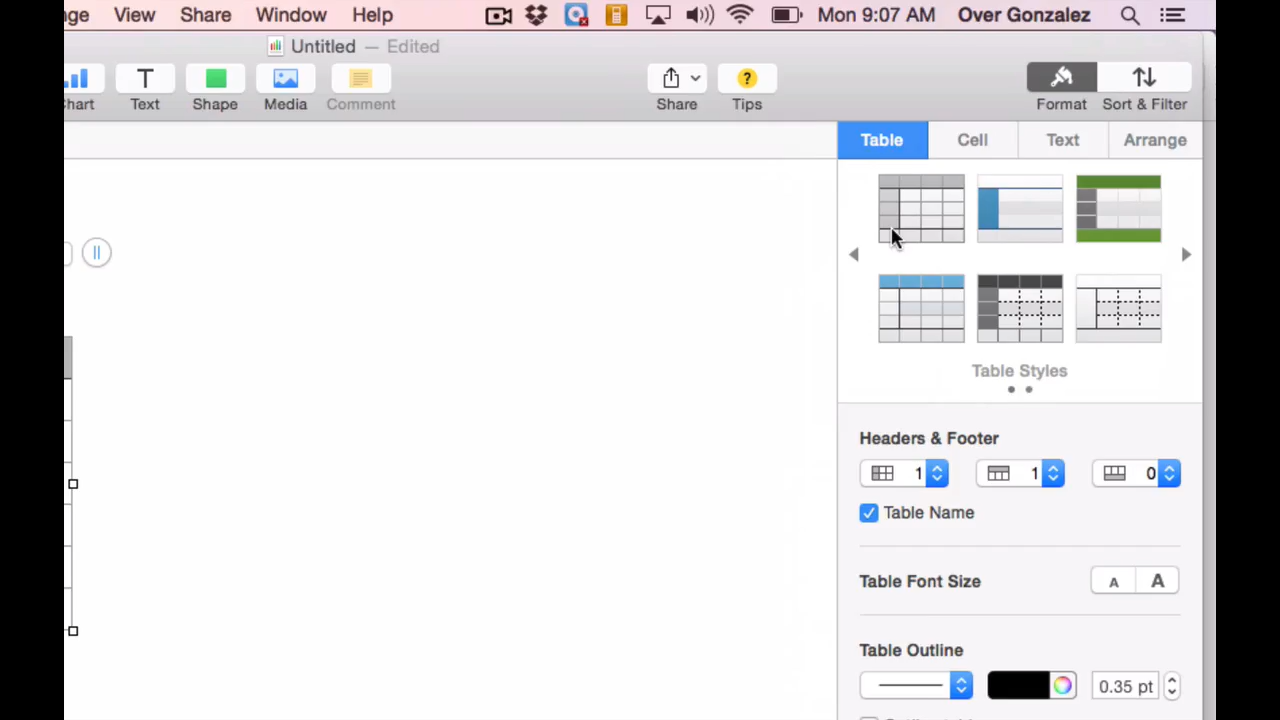 nge View Share Window Help Mon 9:07 AM Over Gonzalez
Untitled — Edited
Chart Text Shape Media Comment Share Tips Format Sort & Filter
Table Cell Text Arrange
Table Styles
Headers & Footer
1 1 0
Table Name
Table Font Size A A
Table Outline
0.35 pt